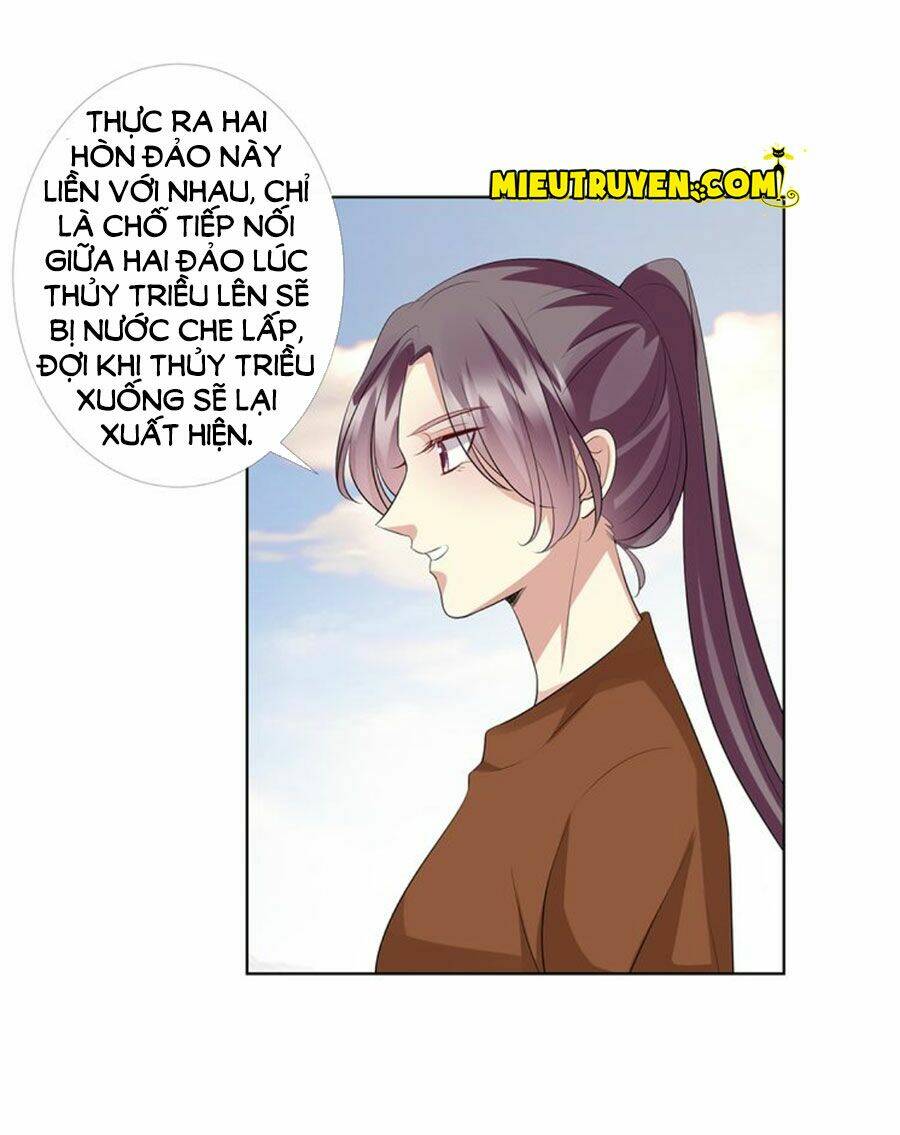 THỰC RA HAI
HÒN ĐẢO NÀY
LIỀN VỚI NHAU, CHỈ
LÀ CHỖ TIẾP NỐI
GIỮA HAI ĐẢO LÚC
THỦY TRIỀU LÊN SẼ
BỊ NƯỚC CHE LẤP,
ĐỢI KHI THỦY TRIỀU
XUỐNG SẼ LẠI
XUẤT HIỆN.
MIEUTRUYEN.COM